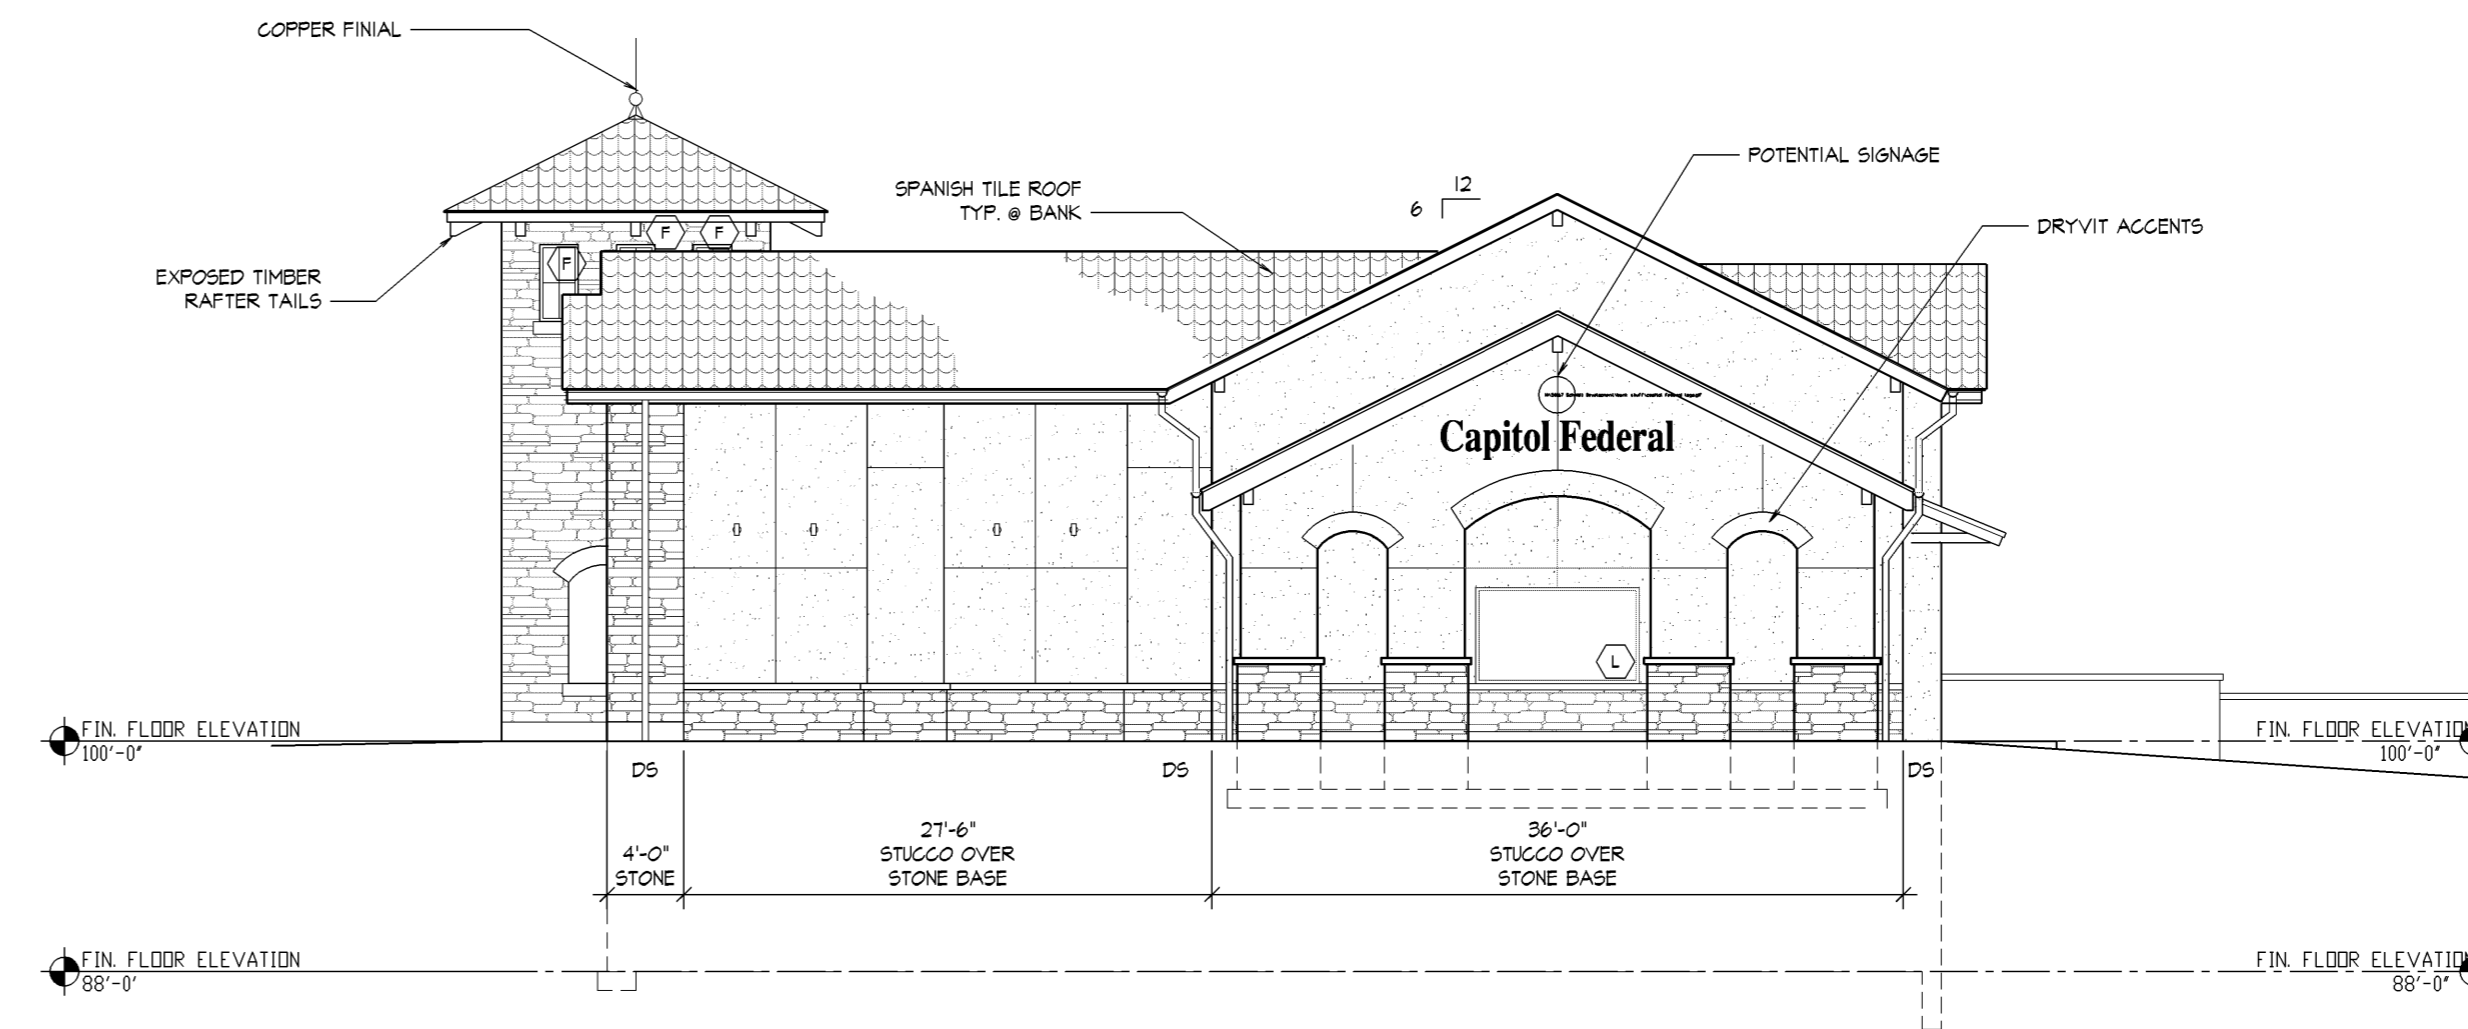 COPPER FINIAL
POTENTIAL SIGNAGE
SPANISH TILE ROOF
TYP. @ BANK
12
6
DRYVIT ACCENTS
F
F
F
EXPOSED TIMBER
RAFTER TAILS
Capitol Federal
L
FIN. FLOOR ELEVATION
100'-0"
FIN. FLOOR ELEVATION
100'-0"
DS
DS
DS
4'-0"
STONE
27'-6"
STUCCO OVER
STONE BASE
36'-0"
STUCCO OVER
STONE BASE
FIN. FLOOR ELEVATION
88'-0'
FIN. FLOOR ELEVATION
88'-0"